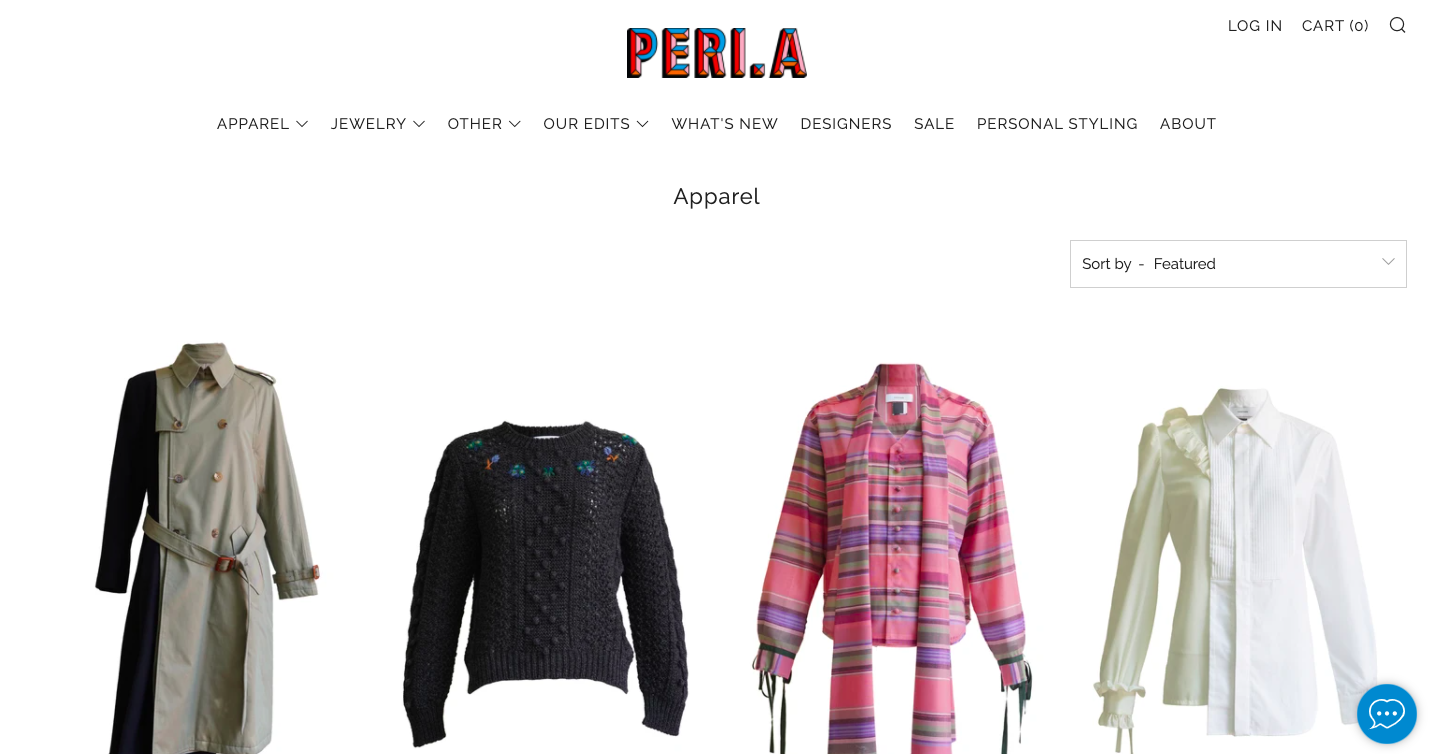 LOG IN CART (0)
PERL.A
APPAREL JEWELRY OTHER OUR EDITS WHAT'S NEW DESIGNERS SALE PERSONAL STYLING ABOUT
Apparel
Sort by - Featured